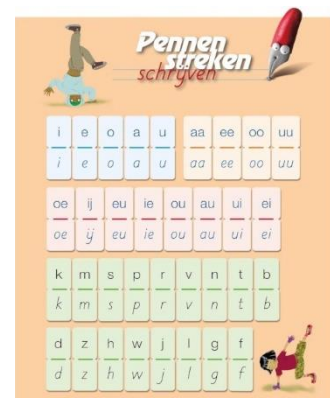 Pennen
streken
schrijven
i e o a u aa ee oo uu
i e o a u aa ee oo uu
oe ij eu ie ou au ui ei
oe ij eu ie ou au ui ei
k m s p r v n t b
k m s p r v n t b
d z h w j l g f
d z h w j l g f